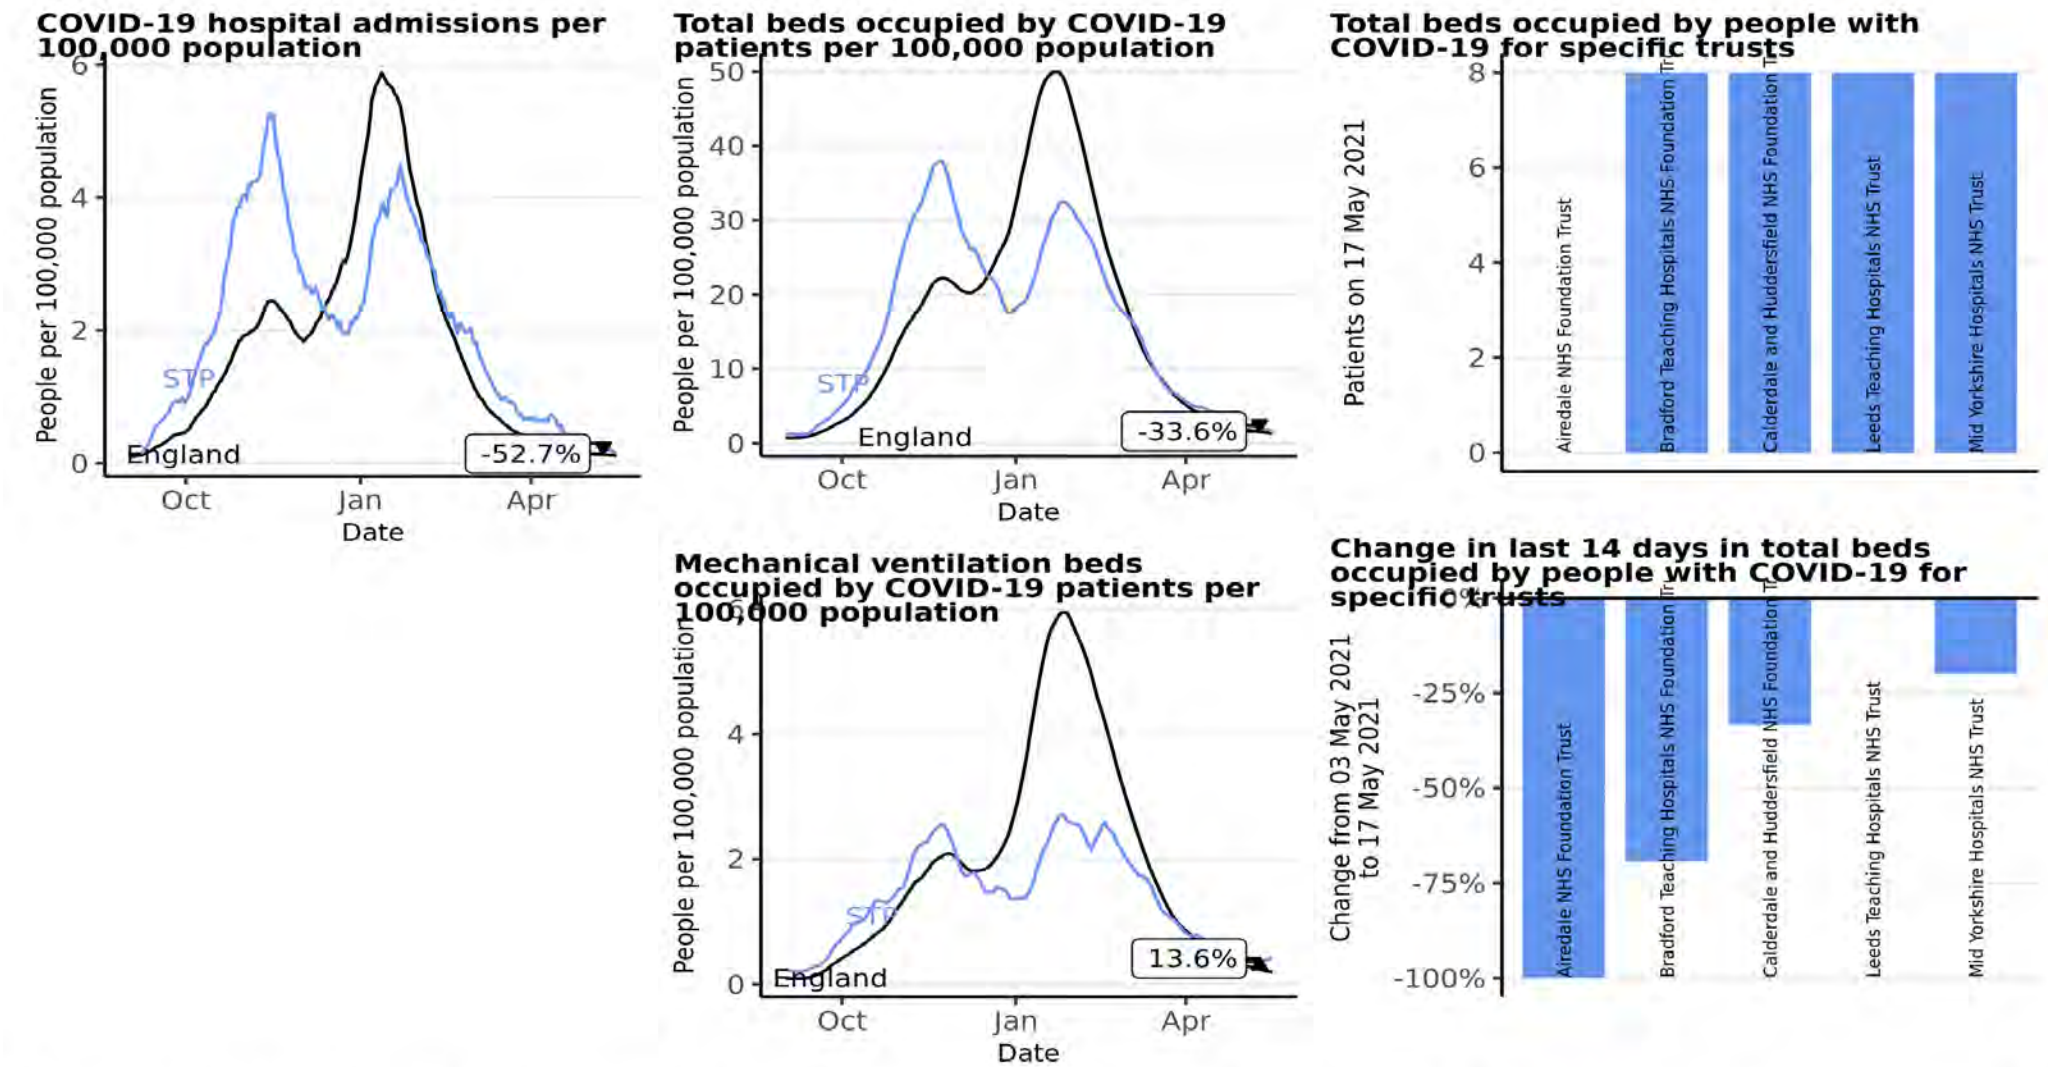 COVID-19 hospital admissions per
100,000 population
People per 100,000 population
6
4
2
0
STP
England
-52.7%
Oct
Jan
Apr
Date
Total beds occupied by COVID-19
patients per 100,000 population
People per 100,000 population
50
40
30
20
10
0
STP
England
-33.6%
Oct
Jan
Apr
Date
Total beds occupied by people with
COVID-19 for specific trusts
Patients on 17 May 2021
8
6
4
2
0
Airedale NHS Foundation Trust
Bradford Teaching Hospitals NHS Foundation Tr
Calderdale and Huddersfield NHS Foundation T
Leeds Teaching Hospitals NHS Trust
Mid Yorkshire Hospitals NHS Trust
Mechanical ventilation beds
occupied by COVID-19 patients per
100,000 population
People per 100,000 population
6
4
2
0
STP
England
13.6%
Oct
Jan
Apr
Date
Change in last 14 days in total beds
occupied by people with COVID-19 for
specific trusts
Change from 03 May 2021
to 17 May 2021
0%
-25%
-50%
-75%
-100%
Airedale NHS Foundation Trust
Bradford Teaching Hospitals NHS Foundation Tr
Calderdale and Huddersfield NHS Foundation T
Leeds Teaching Hospitals NHS Trust
Mid Yorkshire Hospitals NHS Trust